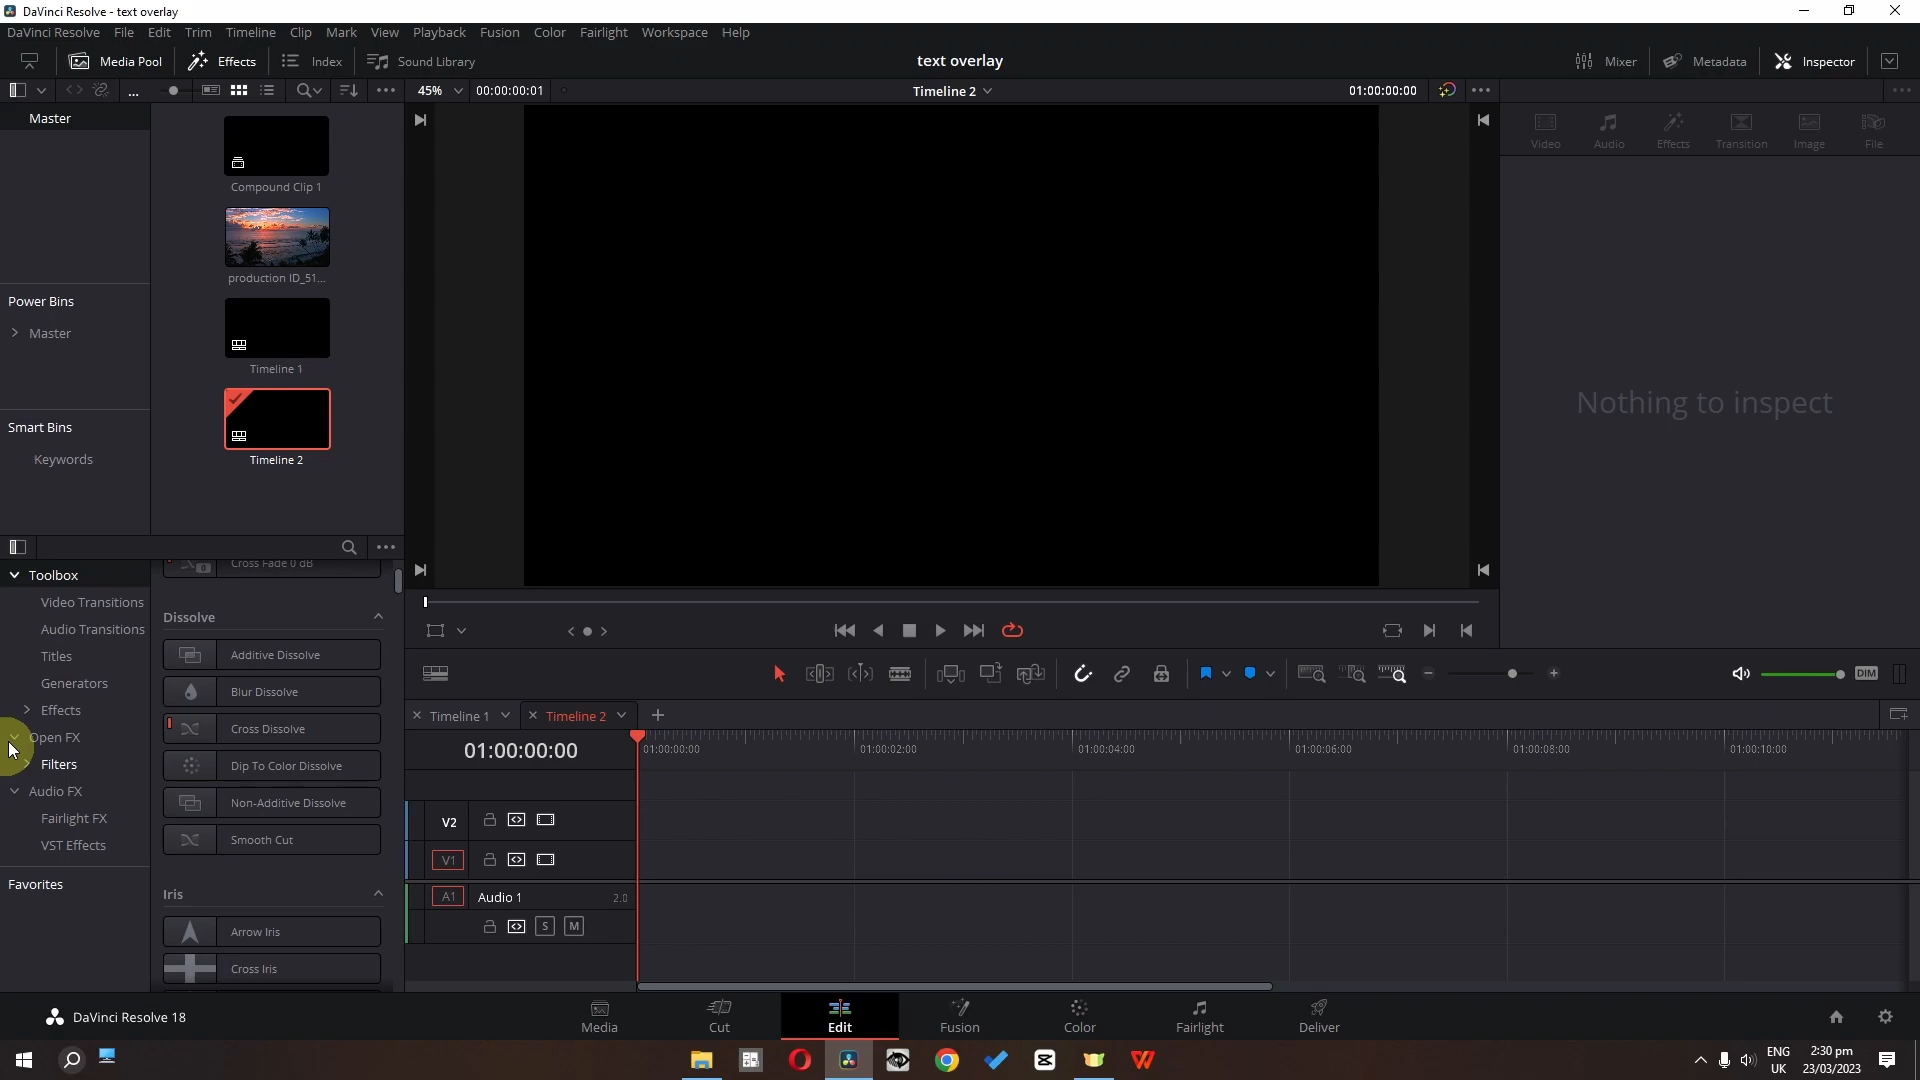 DaVinci Resolve - text overlay
DaVinci Resolve File Edit Trim Timeline Clip Mark View Playback Fusion Color Fairlight Workspace Help
Media Pool Effects Index Sound Library text overlay Mixer Metadata Inspector
45% 00:00:00:01 Timeline 2 01:00:00:00
Master
Compound Clip 1
production ID_51...
Power Bins
Master
Timeline 1
Smart Bins
Keywords
Timeline 2
Video Audio Effects Transition Image File
Nothing to inspect
Toolbox
Video Transitions
Audio Transitions
Titles
Generators
Effects
Open FX
Filters
Audio FX
Fairlight FX
VST Effects
Favorites
Cross Fade 0 dB
Dissolve
Additive Dissolve
Blur Dissolve
Cross Dissolve
Dip To Color Dissolve
Non-Additive Dissolve
Smooth Cut
Iris
Arrow Iris
Cross Iris
DIM
Timeline 1 Timeline 2
01:00:00:00 01:00:00:00 01:00:02:00 01:00:04:00 01:00:06:00 01:00:08:00 01:00:10:00
V2
V1
A1 Audio 1 2.0
S M
DaVinci Resolve 18
Media Cut Edit Fusion Color Fairlight Deliver
ENG
UK
2:30 pm
23/03/2023